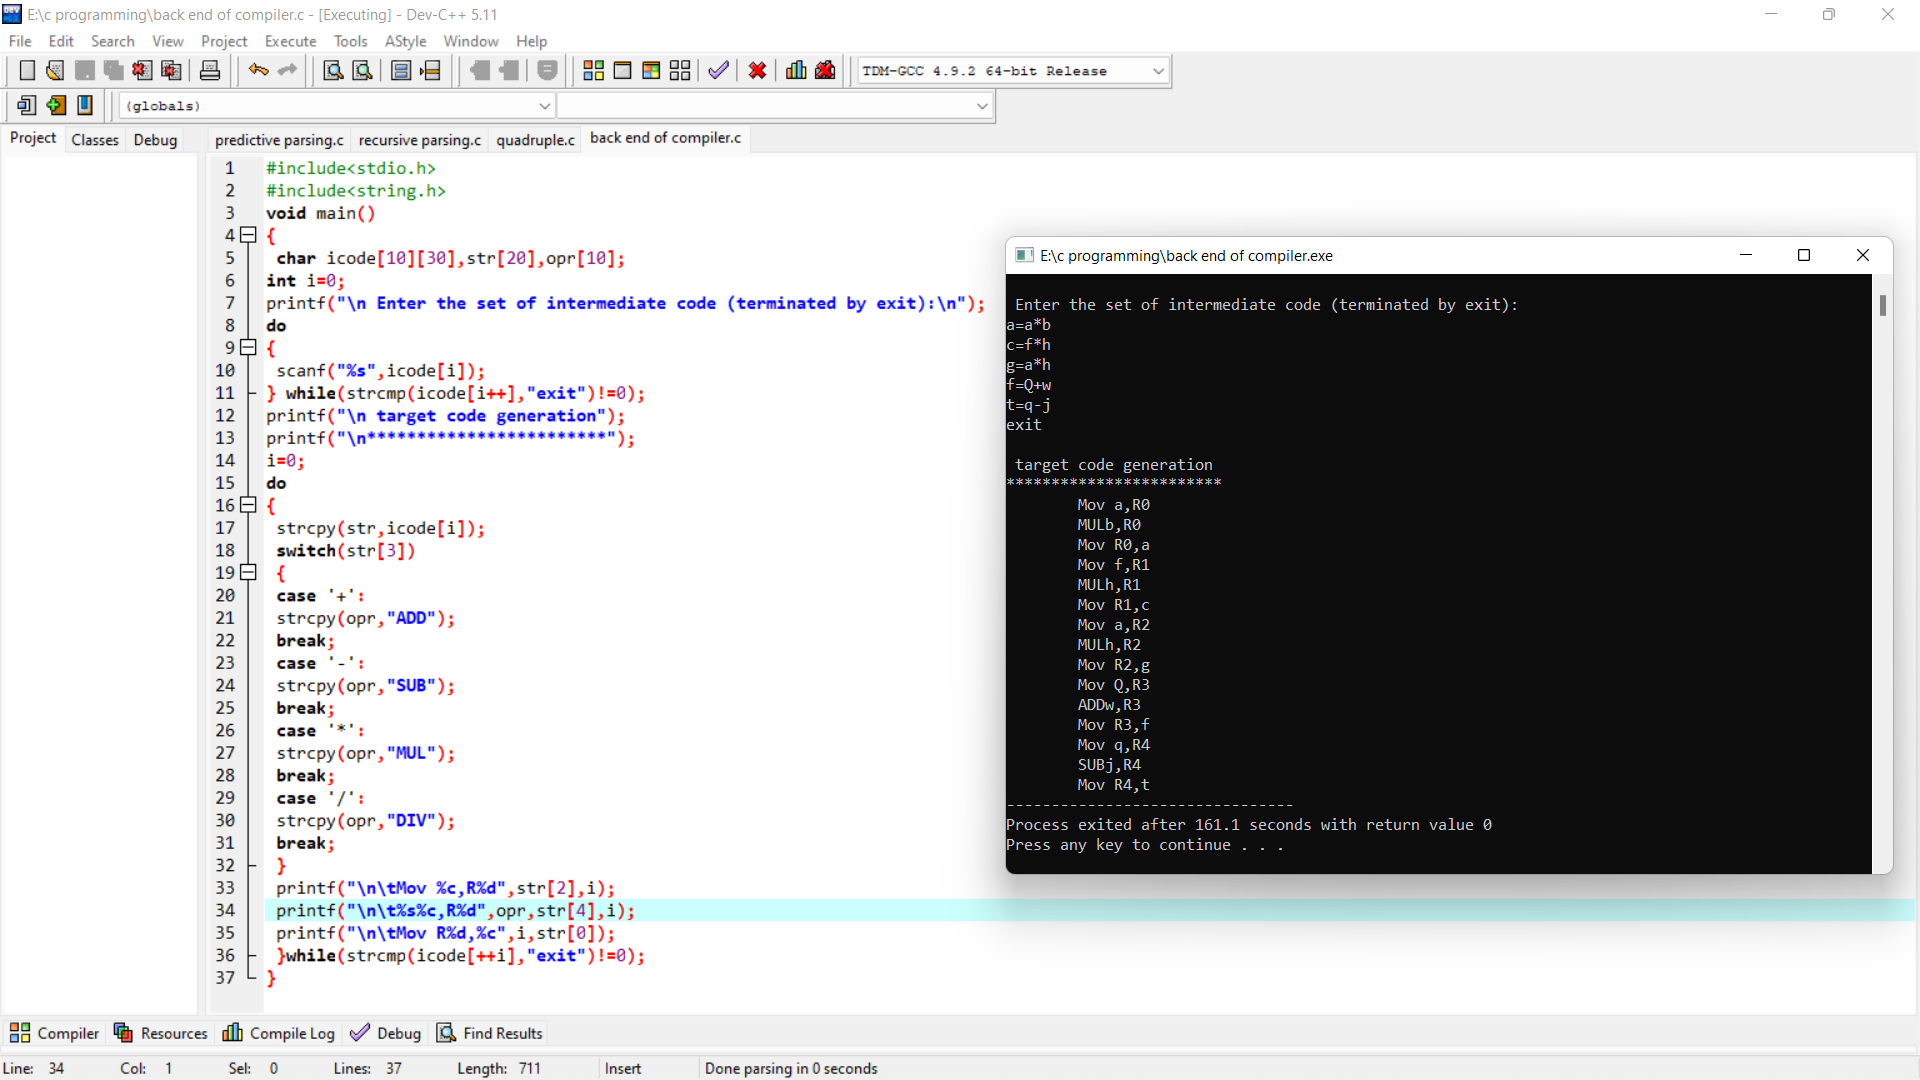 E:\c programming\back end of compiler.c - [Executing] - Dev-C++ 5.11
File Edit Search View Project Execute Tools AStyle Window Help
TDM-GCC 4.9.2 64-bit Release
(globals)
Project Classes Debug
predictive parsing.c recursive parsing.c quadruple.c back end of compiler.c
1 #include<stdio.h>
2 #include<string.h>
3 void main()
4 {
5 char icode[10][30],str[20],opr[10];
6 int i=0;
7 printf("\n Enter the set of intermediate code (terminated by exit):\n");
8 do
9 {
10 scanf("%s",icode[i]);
11 } while(strcmp(icode[i++],"exit")!=0);
12 printf("\n target code generation");
13 printf("\n************************");
14 i=0;
15 do
16 {
17 strcpy(str,icode[i]);
18 switch(str[3])
19 {
20 case '+':
21 strcpy(opr,"ADD");
22 break;
23 case '-':
24 strcpy(opr,"SUB");
25 break;
26 case '*':
27 strcpy(opr,"MUL");
28 break;
29 case '/':
30 strcpy(opr,"DIV");
31 break;
32 }
33 printf("\n\tMov %c,R%d",str[2],i);
34 printf("\n\t%s%c,R%d",opr,str[4],i);
35 printf("\n\tMov R%d,%c",i,str[0]);
36 }while(strcmp(icode[++i],"exit")!=0);
37 }
E:\c programming\back end of compiler.exe
Enter the set of intermediate code (terminated by exit):
a=a*b
c=f*h
g=a*h
f=Q+w
t=q-j
exit
target code generation
************************
Mov a,R0
MULb,R0
Mov R0,a
Mov f,R1
MULh,R1
Mov R1,c
Mov a,R2
MULh,R2
Mov R2,g
Mov Q,R3
ADDw,R3
Mov R3,f
Mov q,R4
SUBj,R4
Mov R4,t
--------------------------------
Process exited after 161.1 seconds with return value 0
Press any key to continue . . .
Compiler Resources Compile Log Debug Find Results
Line: 34 Col: 1 Sel: 0 Lines: 37 Length: 711 Insert Done parsing in 0 seconds